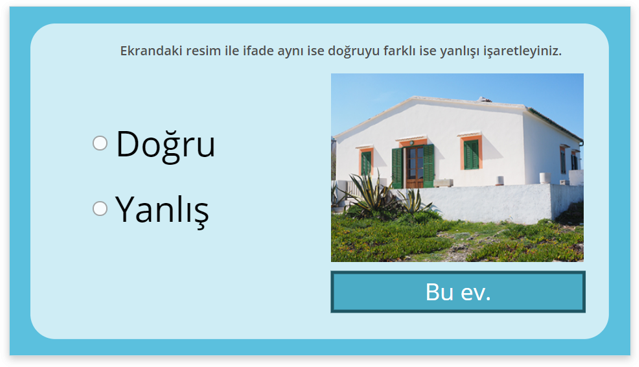 Ekrandaki resim ile ifade aynı ise doğruyu farklı ise yanlışı işaretleyiniz.
Doğru
Yanlış
Bu ev.